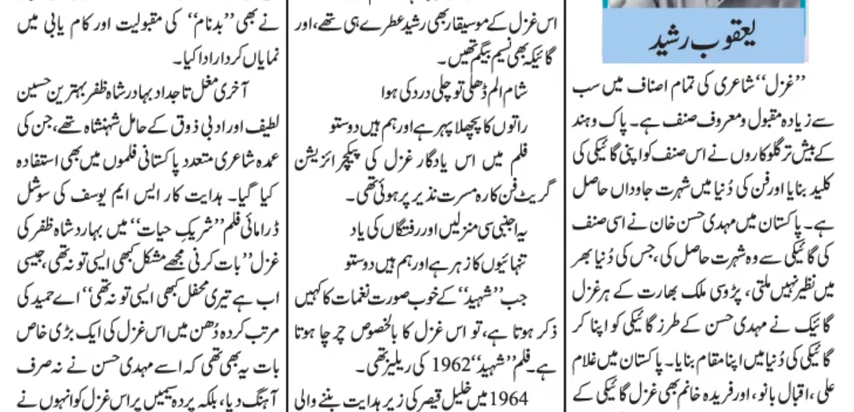 یعقوب رشید
”غزل“ شاعری کی تمام اصناف میں سب
سے زیادہ مقبول و معروف صنف ہے۔ پاک و ہند
کے بیش تر گلوکاروں نے اس صنف کو اپنی گائیکی کی
کلید بنایا اور فن کی دُنیا میں شہرت جاوداں حاصل
ہے۔ پاکستان میں مہدی حسن خان نے اسی صنف
کی گائیکی سے وہ شہرت حاصل کی، جس کی دُنیا بھر
میں نظیر نہیں ملتی، پڑوسی ملک بھارت کے ہر غزل
گائیک نے مہدی حسن کے طرز گائیکی کو اپنا کر
گائیکی کی دُنیا میں اپنا مقام بنایا۔ پاکستان میں غلام
علی، اقبال بانو، اور فریدہ خانم بھی غزل گائیکی کے
اس غزل کے موسیقار بھی رشید عطرے ہی تھے، اور
گائیکہ بھی نسیم بیگم تھیں۔
شام الم ڈھلی تو چلی درد کی ہوا
راتوں کا پچھلا پہر ہے اور ہم ہیں دوستو
فلم میں اس یادگار غزل کی پکچرائزیشن
گریٹ فن کارہ مسرت نذیر پر ہوئی تھی۔
یہ اجنبی سی منزلیں اور رفتگاں کی یاد
تنہائیوں کا زہر ہے اور ہم ہیں دوستو
جب ”شہید“ کے خوب صورت نغمات کا کہیں
ذکر ہوتا ہے، تو اس غزل کا بالخصوص چرچا ہوتا
ہے۔ فلم ”شہید“ 1962 کی ریلیز تھی۔
1964 میں خلیل قیصر کی زیر ہدایت بننے والی
نے بھی ”بدنام“ کی مقبولیت اور کام یابی میں
نمایاں کردار ادا کیا۔
آخری مغل تاجداد بہادر شاہ ظفر بہترین حسین
لطیف اور ادبی ذوق کے حامل شہنشاہ تھے، جن کی
عمدہ شاعری متعدد پاکستانی فلموں میں بھی استفادہ
کیا گیا۔ ہدایت کار ایس ایم یوسف کی سوشل
ڈرامائی فلم ”شریک حیات“ میں بہادر شاہ ظفر کی
غزل ”بات کرنی مجھے مشکل کبھی ایسی تو نہ تھی، جیسی
اب ہے تیری محفل کبھی ایسی تو نہ تھی“ اے حمید کی
مرتب کردہ دُھن میں اس غزل کی ایک بڑی خاص
بات یہ بھی تھی کہ اسے مہدی حسن نے نہ صرف
آہنگ دیا، بلکہ پردہ سیمیں پر اس غزل کو انہوں نے